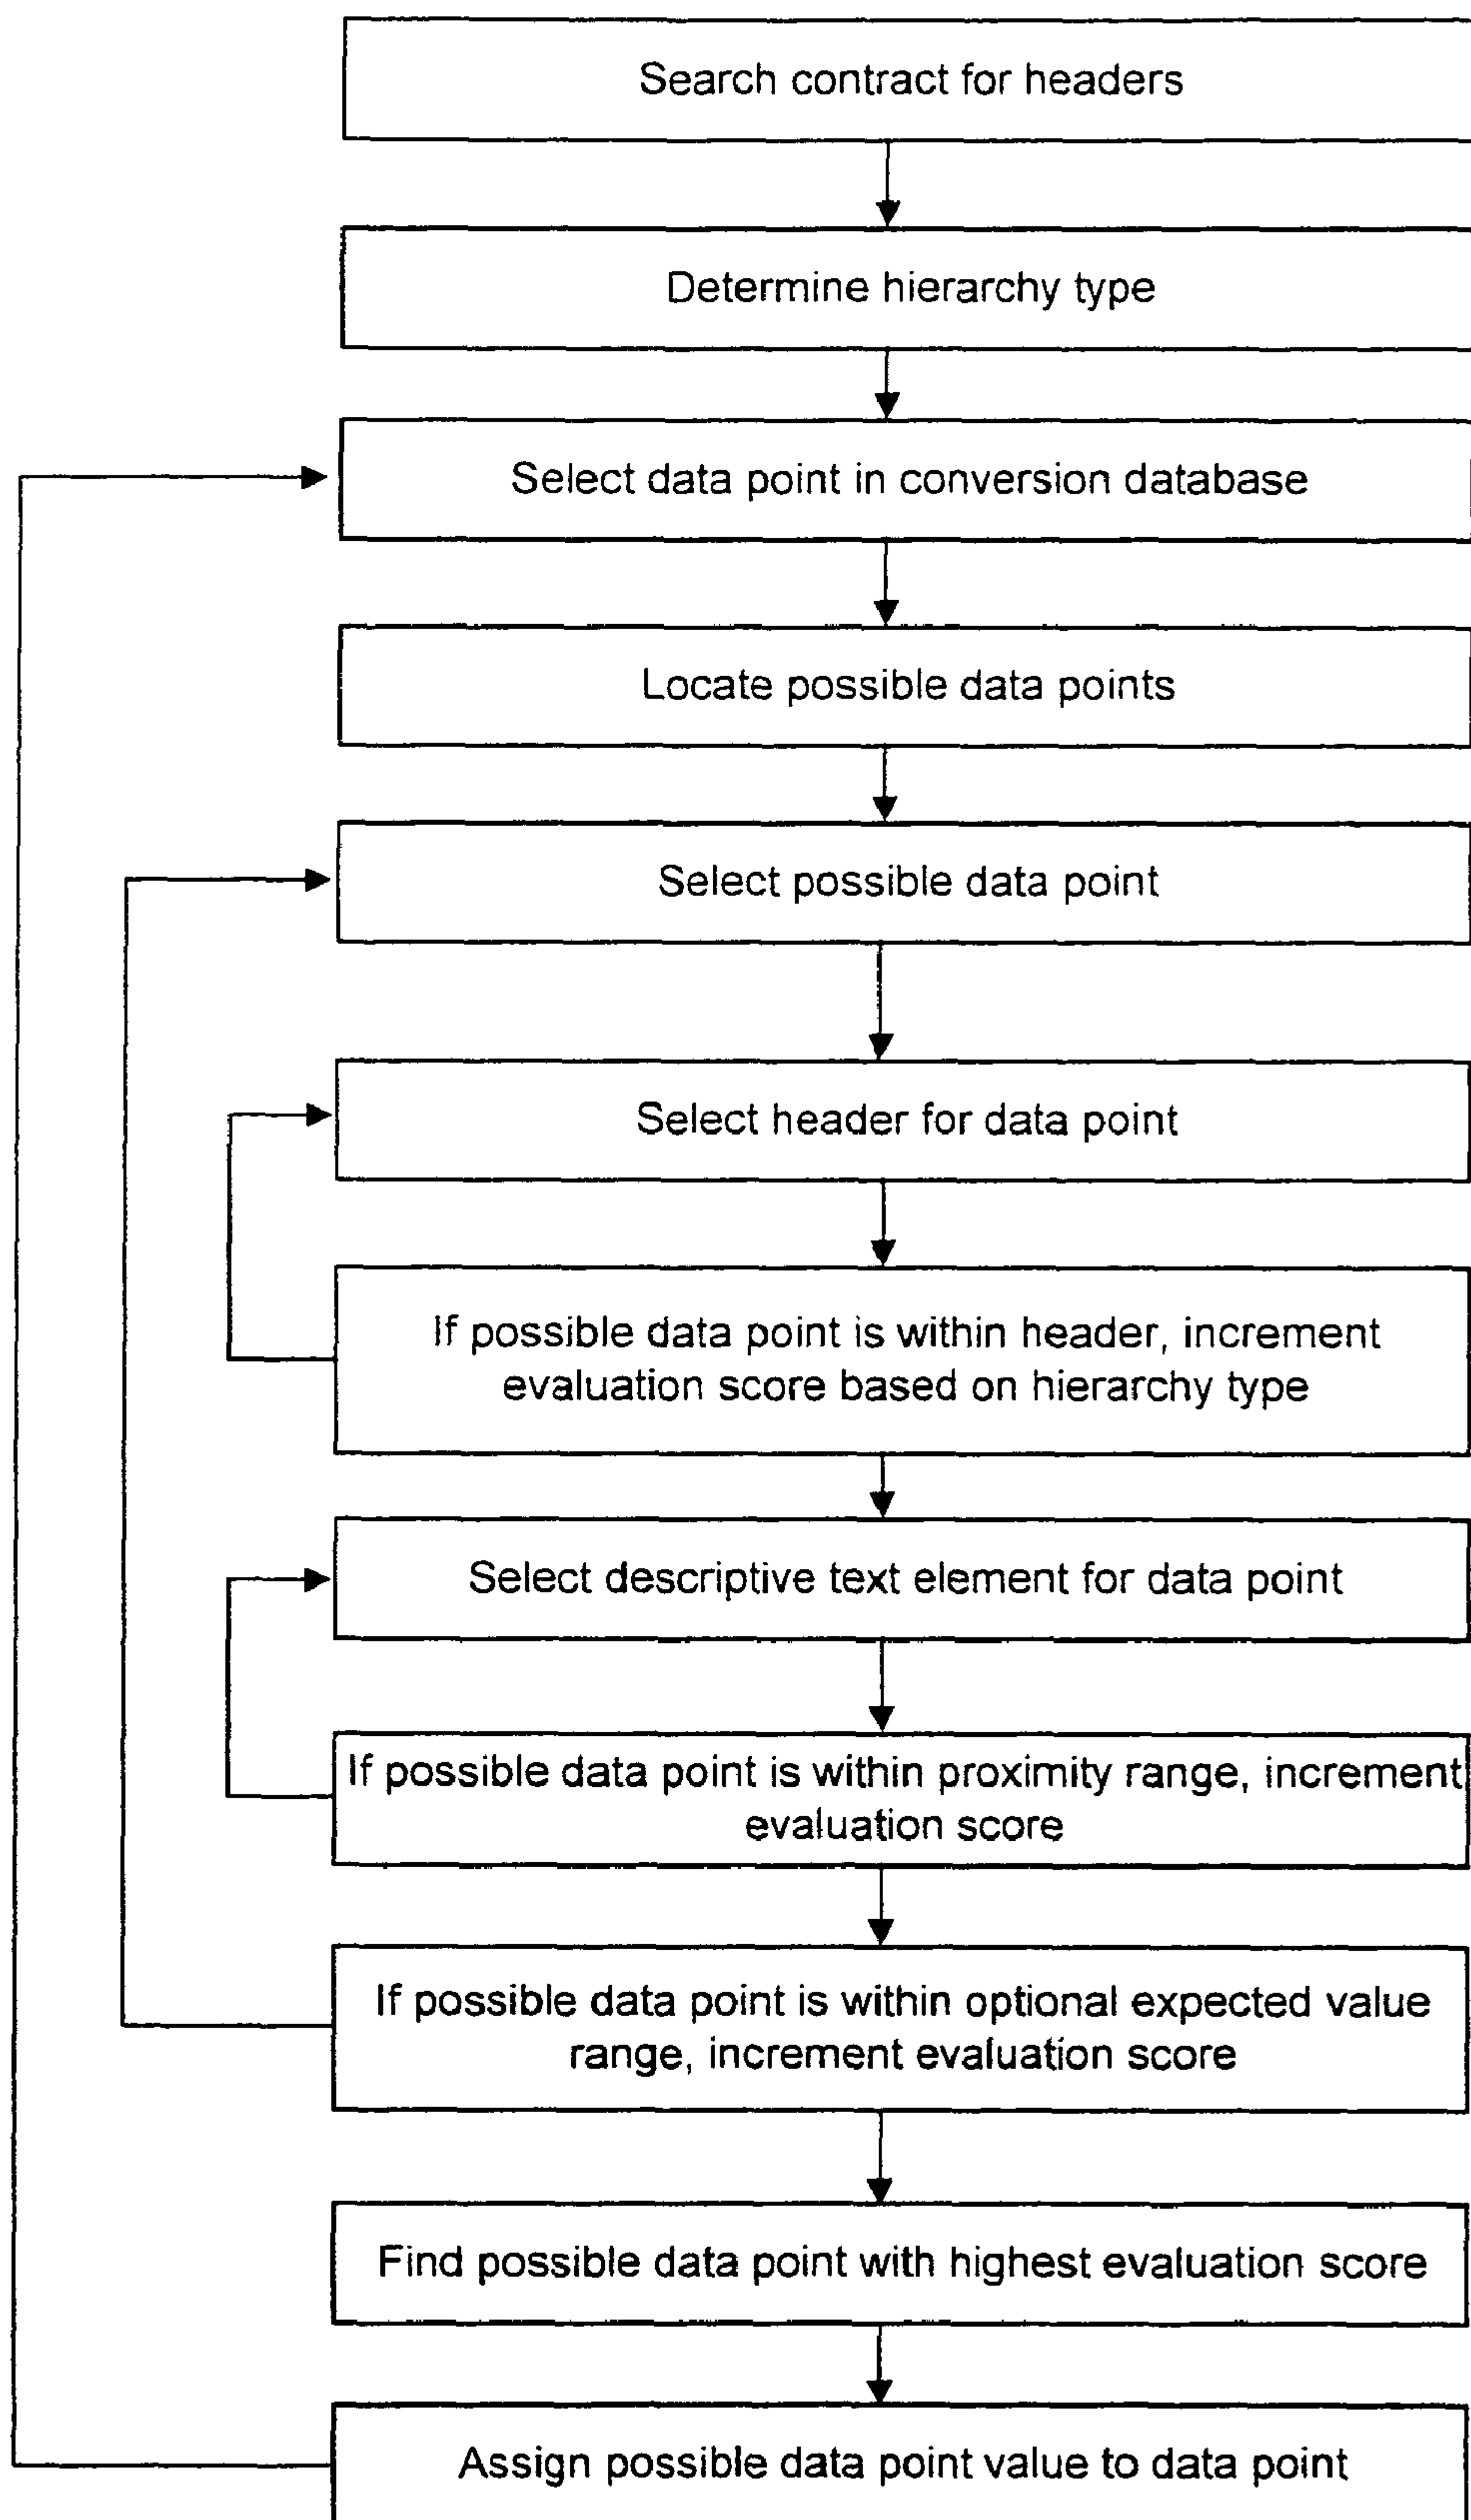 Search contract for headers
Determine hierarchy type
Select data point in conversion database
Locate possible data points
Select possible data point
Select header for data point
If possible data point is within header, increment
evaluation score based on hierarchy type
Select descriptive text element for data point
If possible data point is within proximity range, increment
evaluation score
If possible data point is within optional expected value
range, increment evaluation score
Find possible data point with highest evaluation score
Assign possible data point value to data point